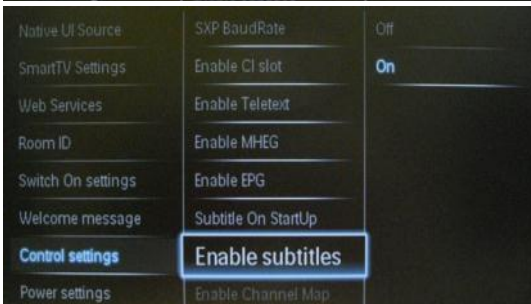 Native UI Source
SmartTV Settings
Web Services
Room ID
Switch On settings
Welcome message
Control settings
Power settings
SXP BaudRate
Enable CI slot
Enable Teletext
Enable MHEG
Enable EPG
Subtitle On StartUp
Enable subtitles
Enable Channel Map
Off
On